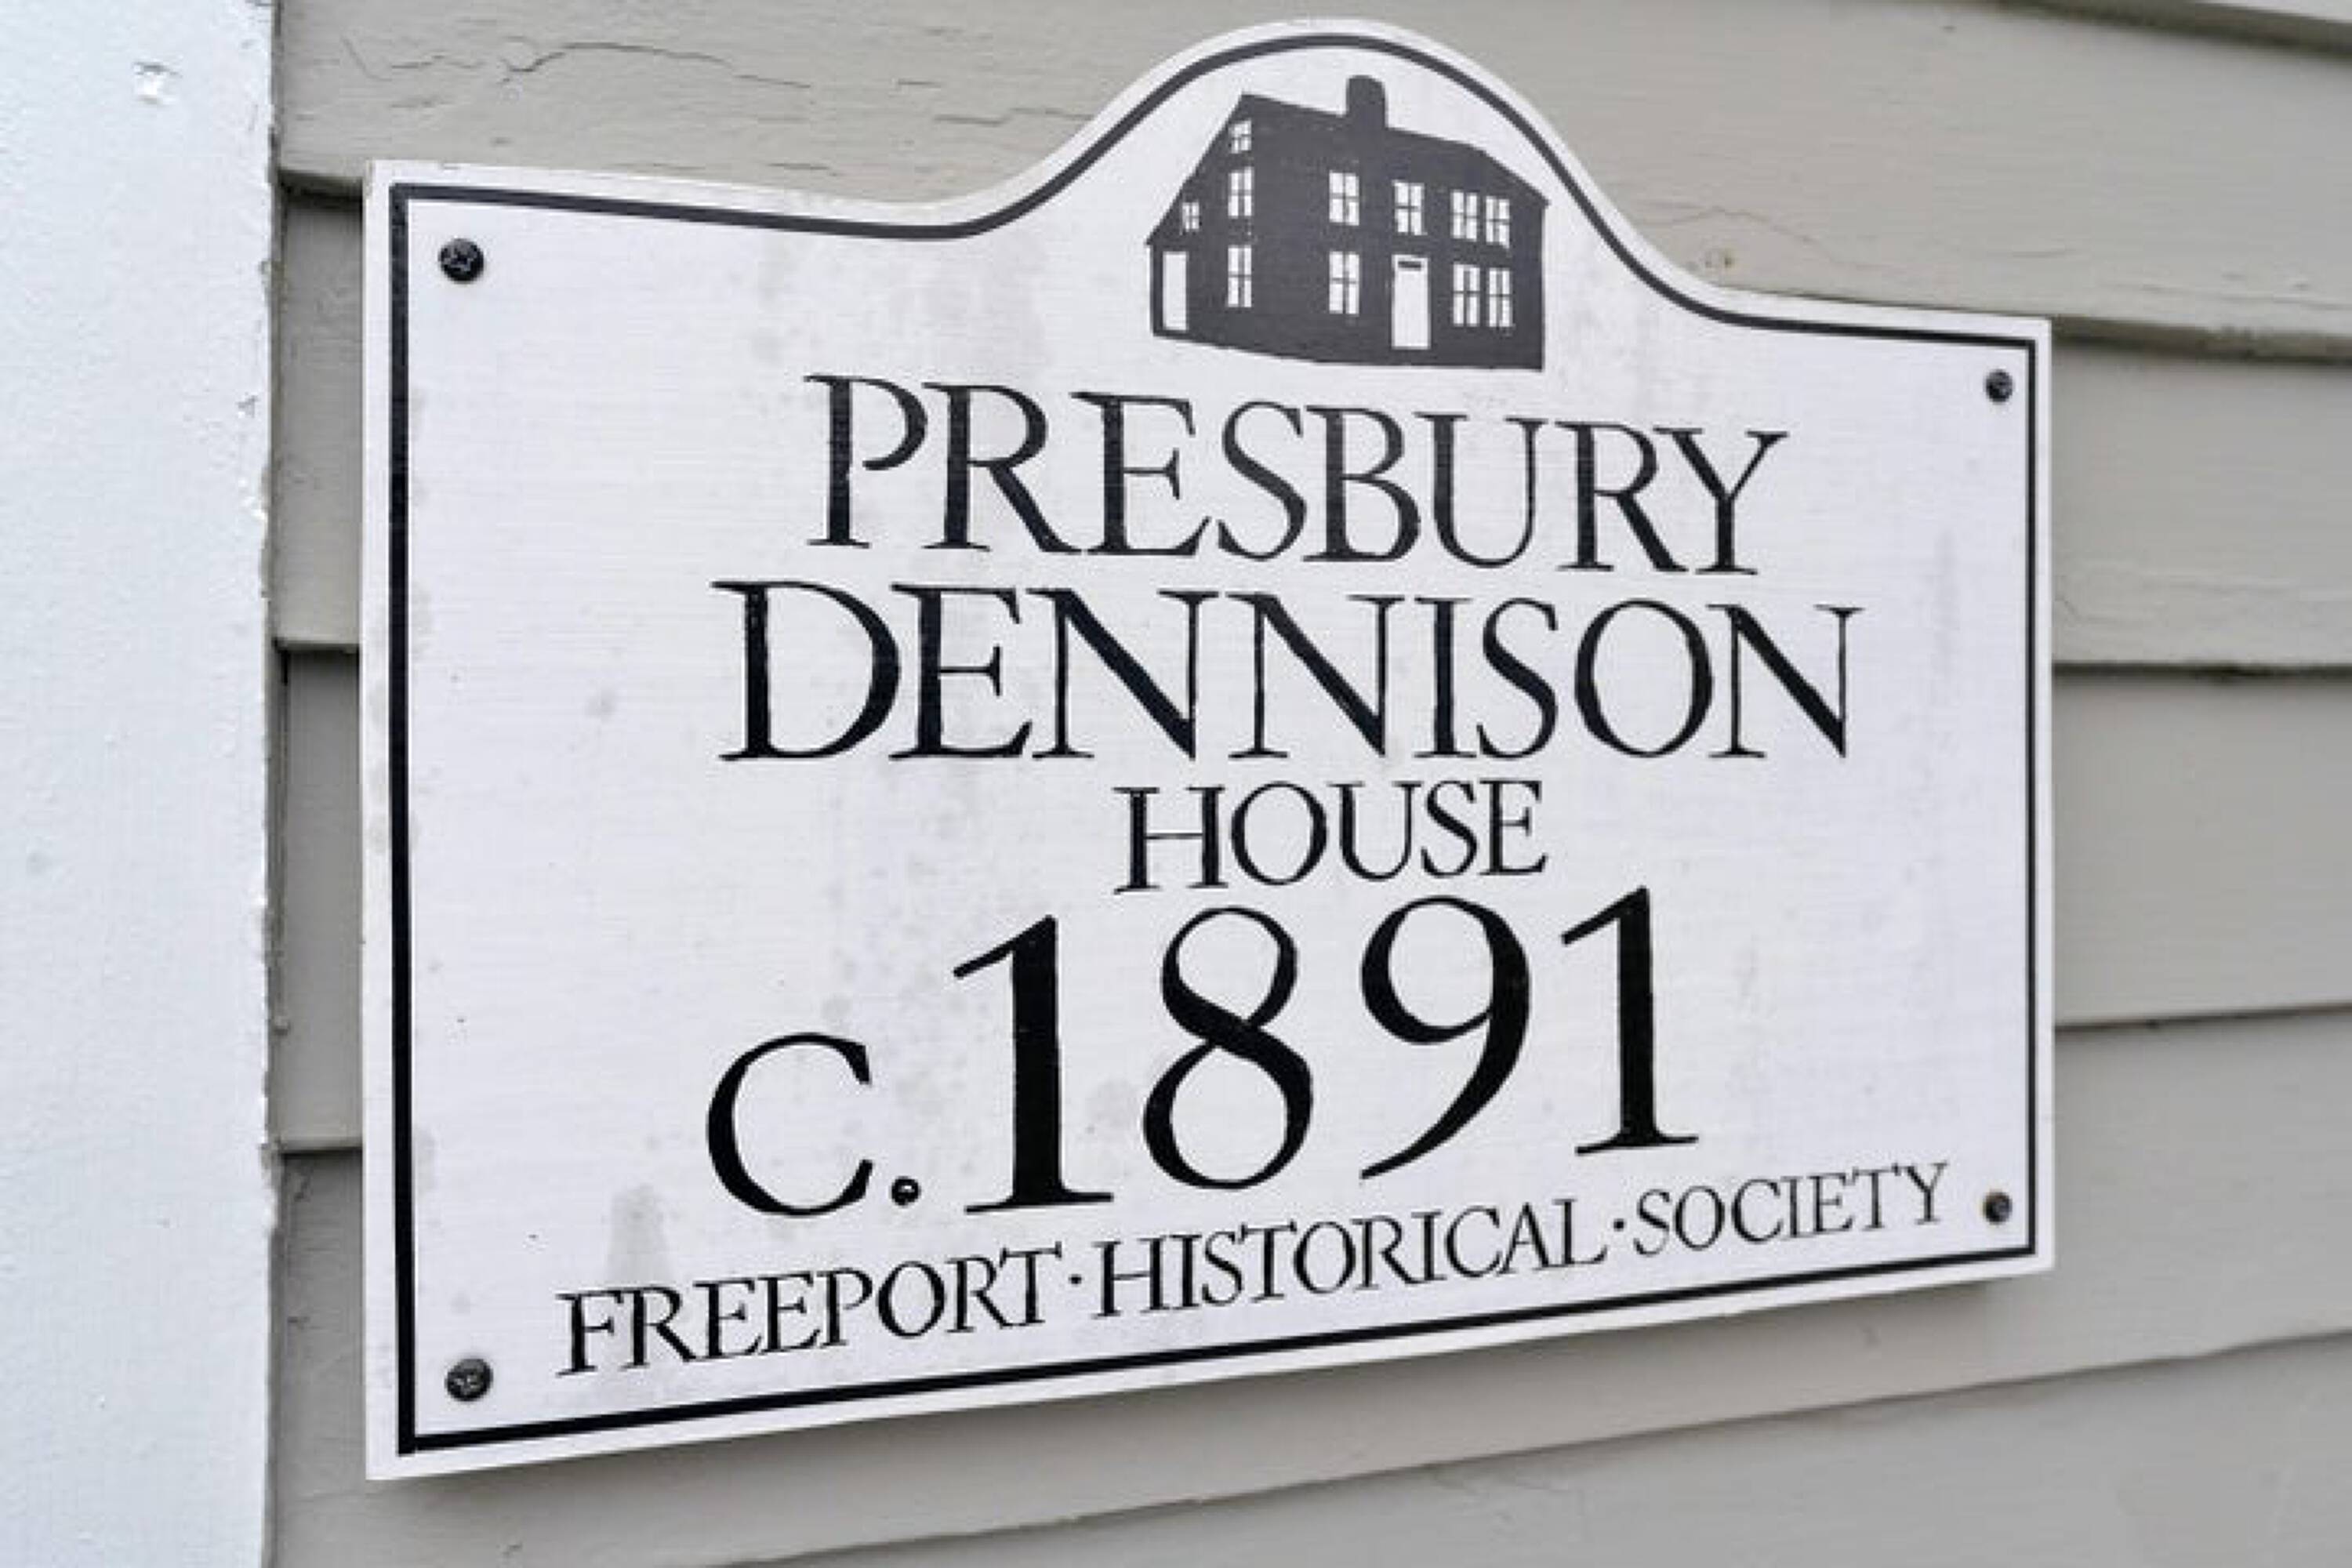 PRESBURY
DENNISON
HOUSE
c.1891
FREEPORT·HISTORICAL·SOCIETY